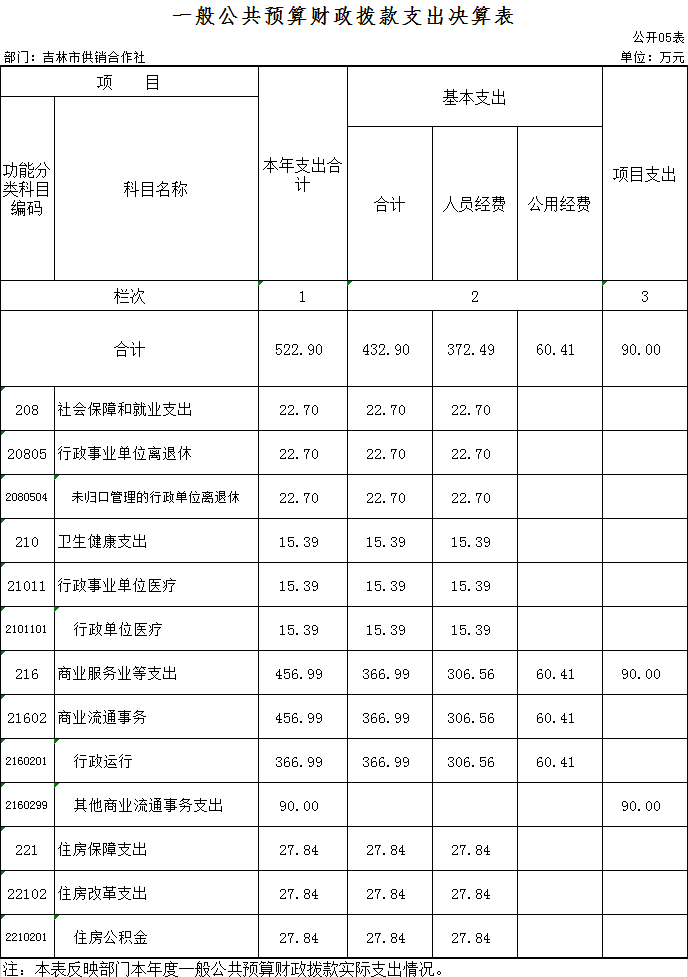 一般公共预算财政拨款支出决算表
公开05表
部门：吉林市供销合作社 单位：万元
项 目 本年支出合计 基本支出 项目支出
功能分类科目编码 科目名称 合计 人员经费 公用经费
栏次 1 2 3
合计 522.90 432.90 372.49 60.41 90.00
208 社会保障和就业支出 22.70 22.70 22.70
20805 行政事业单位离退休 22.70 22.70 22.70
2080504 未归口管理的行政单位离退休 22.70 22.70 22.70
210 卫生健康支出 15.39 15.39 15.39
21011 行政事业单位医疗 15.39 15.39 15.39
2101101 行政单位医疗 15.39 15.39 15.39
216 商业服务业等支出 456.99 366.99 306.56 60.41 90.00
21602 商业流通事务 456.99 366.99 306.56 60.41
2160201 行政运行 366.99 366.99 306.56 60.41
2160299 其他商业流通事务支出 90.00 90.00
221 住房保障支出 27.84 27.84 27.84
22102 住房改革支出 27.84 27.84 27.84
2210201 住房公积金 27.84 27.84 27.84
注：本表反映部门本年度一般公共预算财政拨款实际支出情况。